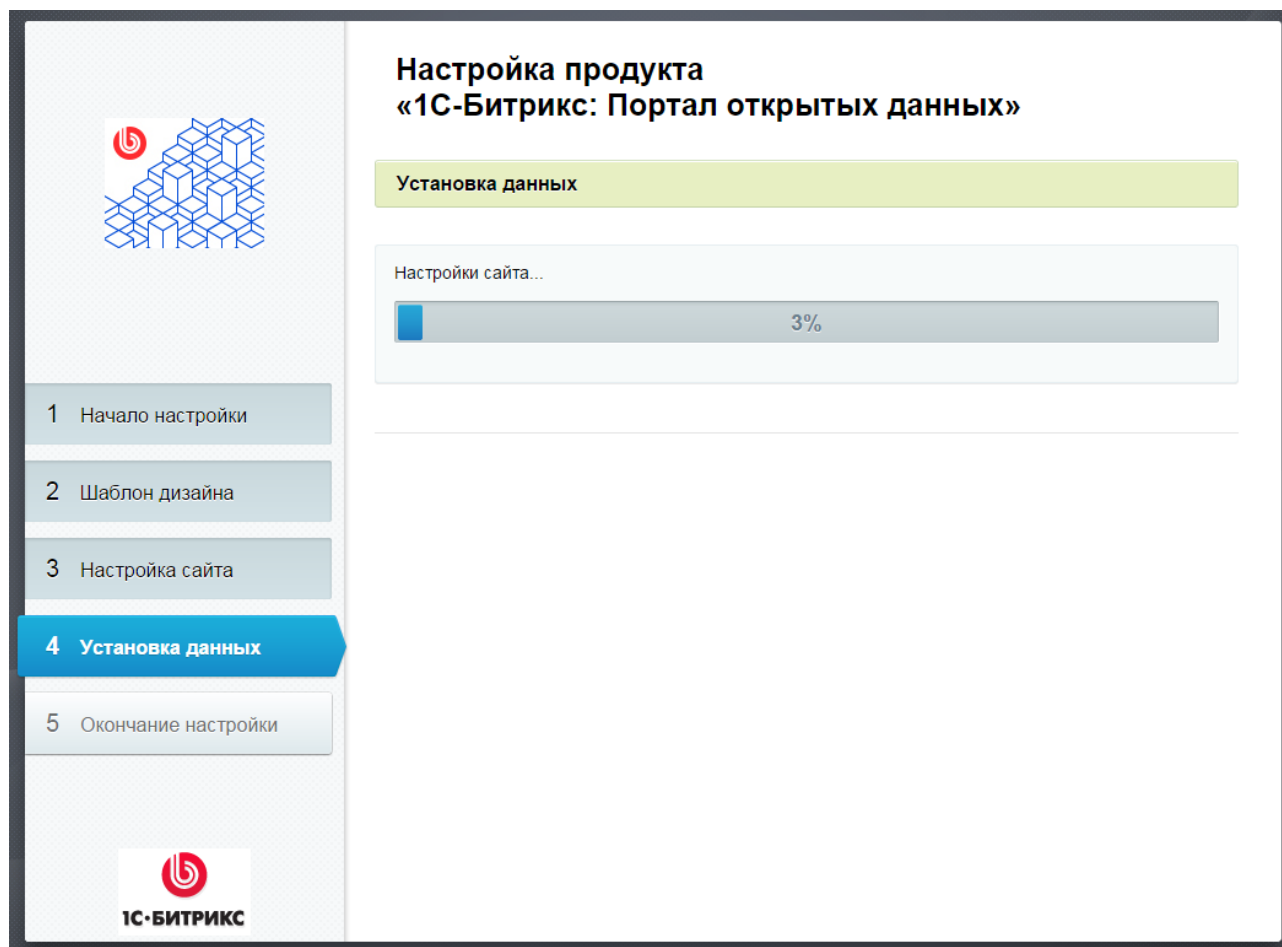 Настройка продукта
«1С-Битрикс: Портал открытых данных»
Установка данных
Настройки сайта...
3%
1 Начало настройки
2 Шаблон дизайна
3 Настройка сайта
4 Установка данных
5 Окончание настройки
1С·БИТРИКС